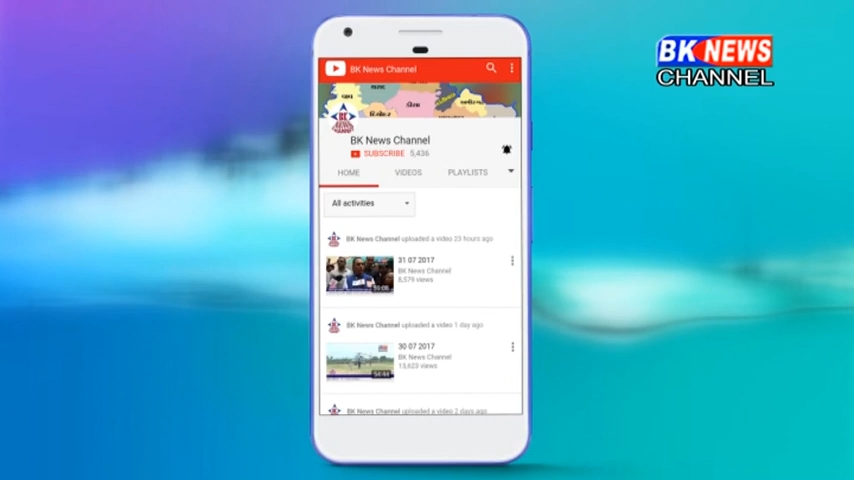 BK NEWS
CHANNEL
BK News Channel
BK News Channel
SUBSCRIBE 5,436
HOME VIDEOS PLAYLISTS
All activities
BK News Channel uploaded a video 23 hours ago
31 07 2017
BK News Channel
8,579 views
BK News Channel uploaded a video 1 day ago
30 07 2017
BK News Channel
13,623 views
BK News Channel uploaded a video 2 days ago